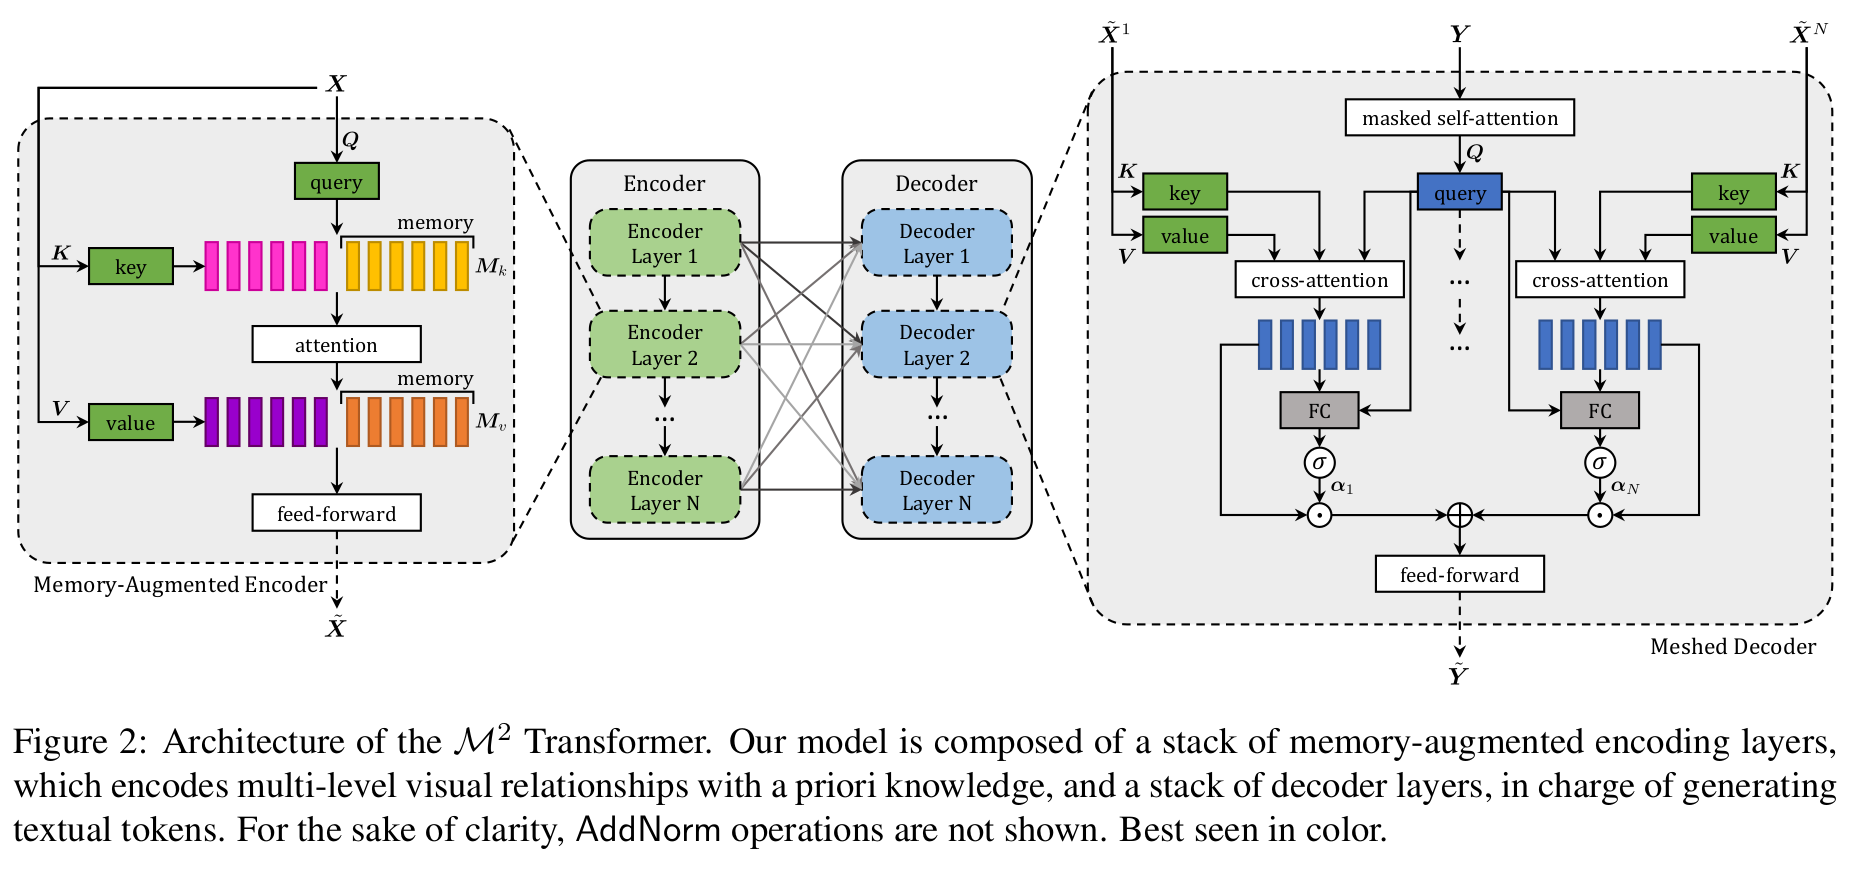 X
Q
query
memory
K
key
M_k
attention
memory
V
value
M_v
feed-forward
Memory-Augmented Encoder
X̃
Encoder
Encoder
Layer 1
Encoder
Layer 2
...
Encoder
Layer N
Decoder
Decoder
Layer 1
Decoder
Layer 2
...
Decoder
Layer N
X̃¹
Y
X̃ᴺ
masked self-attention
Q
K
key
query
key
K
value
value
V
V
cross-attention
...
cross-attention
...
FC
FC
σ
σ
α₁
α_N
feed-forward
Meshed Decoder
Ỹ
Figure 2: Architecture of the ℳ² Transformer. Our model is composed of a stack of memory-augmented encoding layers,
which encodes multi-level visual relationships with a priori knowledge, and a stack of decoder layers, in charge of generating
textual tokens. For the sake of clarity, AddNorm operations are not shown. Best seen in color.